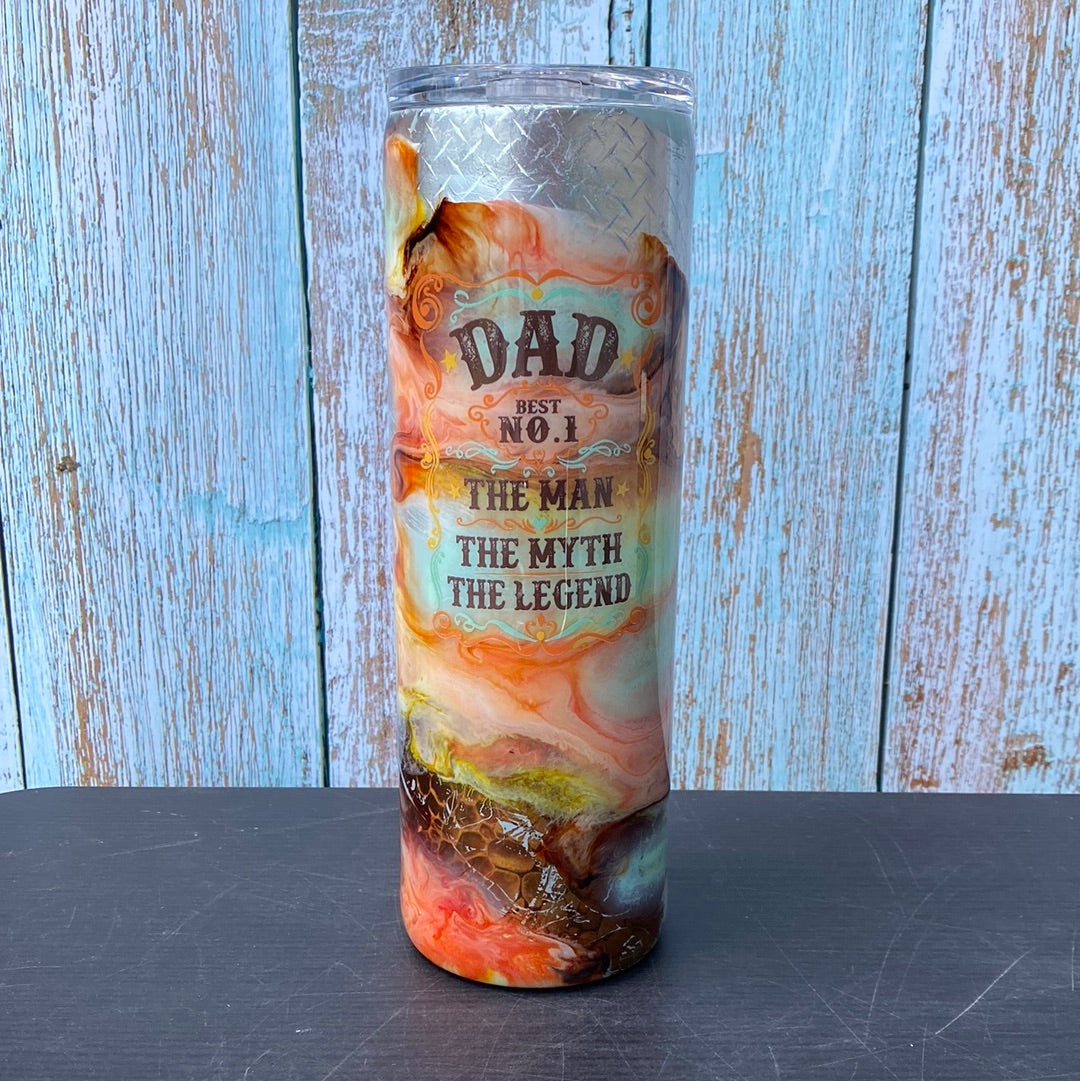 DAD
BEST
NO.1
THE MAN
THE MYTH
THE LEGEND